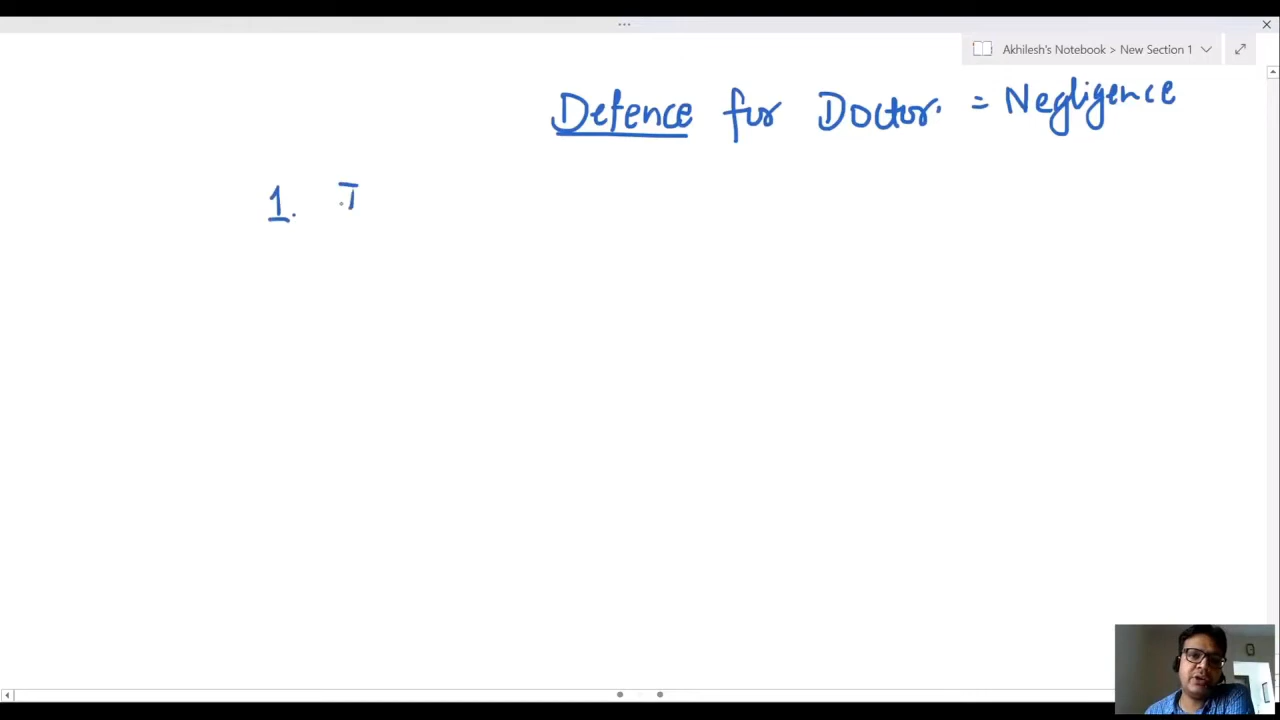 Akhilesh's Notebook > New Section 1
Defence for Doctor. = Negligence
1.